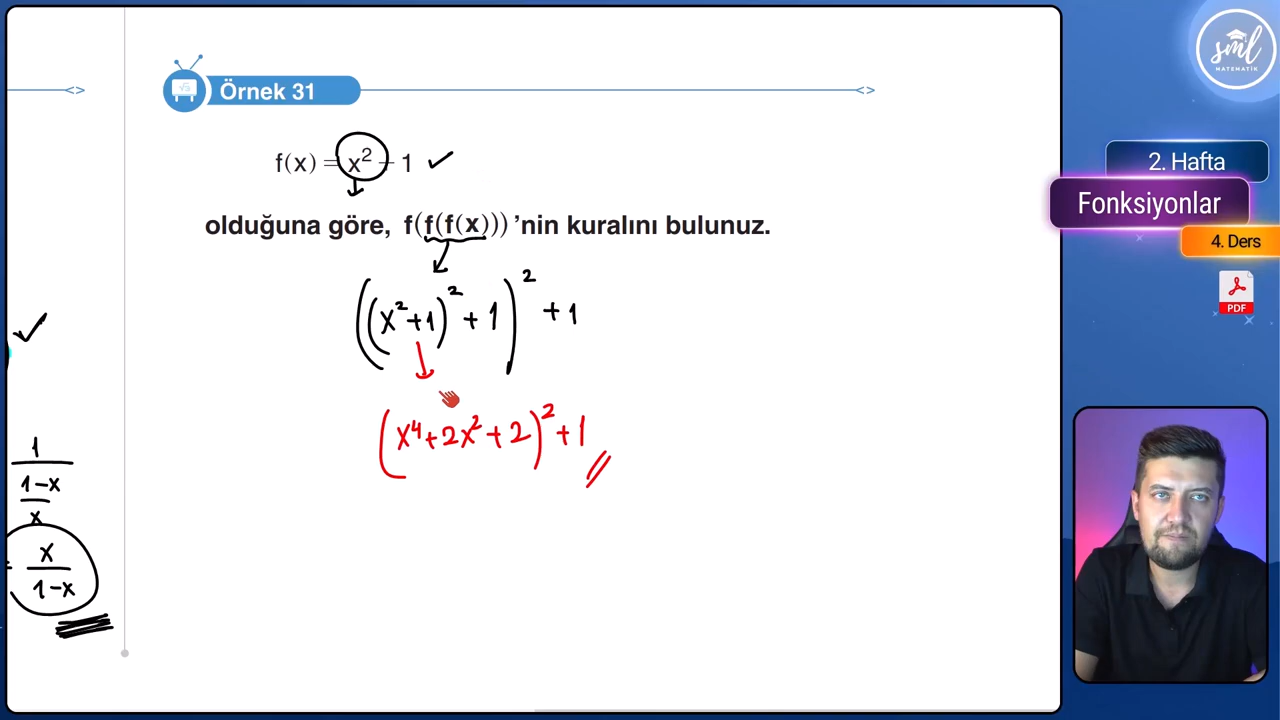 Örnek 31
f(x) = x² + 1 ✓
olduğuna göre, f(f(f(x))) 'nin kuralını bulunuz.
((x² + 1)² + 1)² + 1
(x⁴ + 2x² + 2)² + 1
1
1-x
x
x
1-x
sml
MATEMATİK
2. Hafta
Fonksiyonlar
4. Ders
PDF